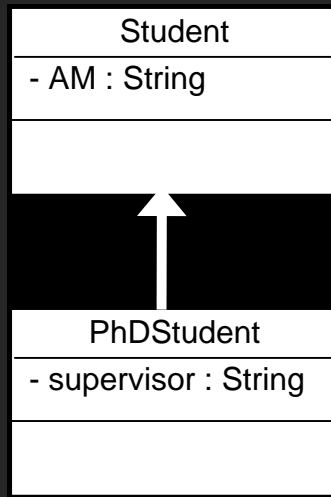 Student
- AM : String
PhDStudent
- supervisor : String